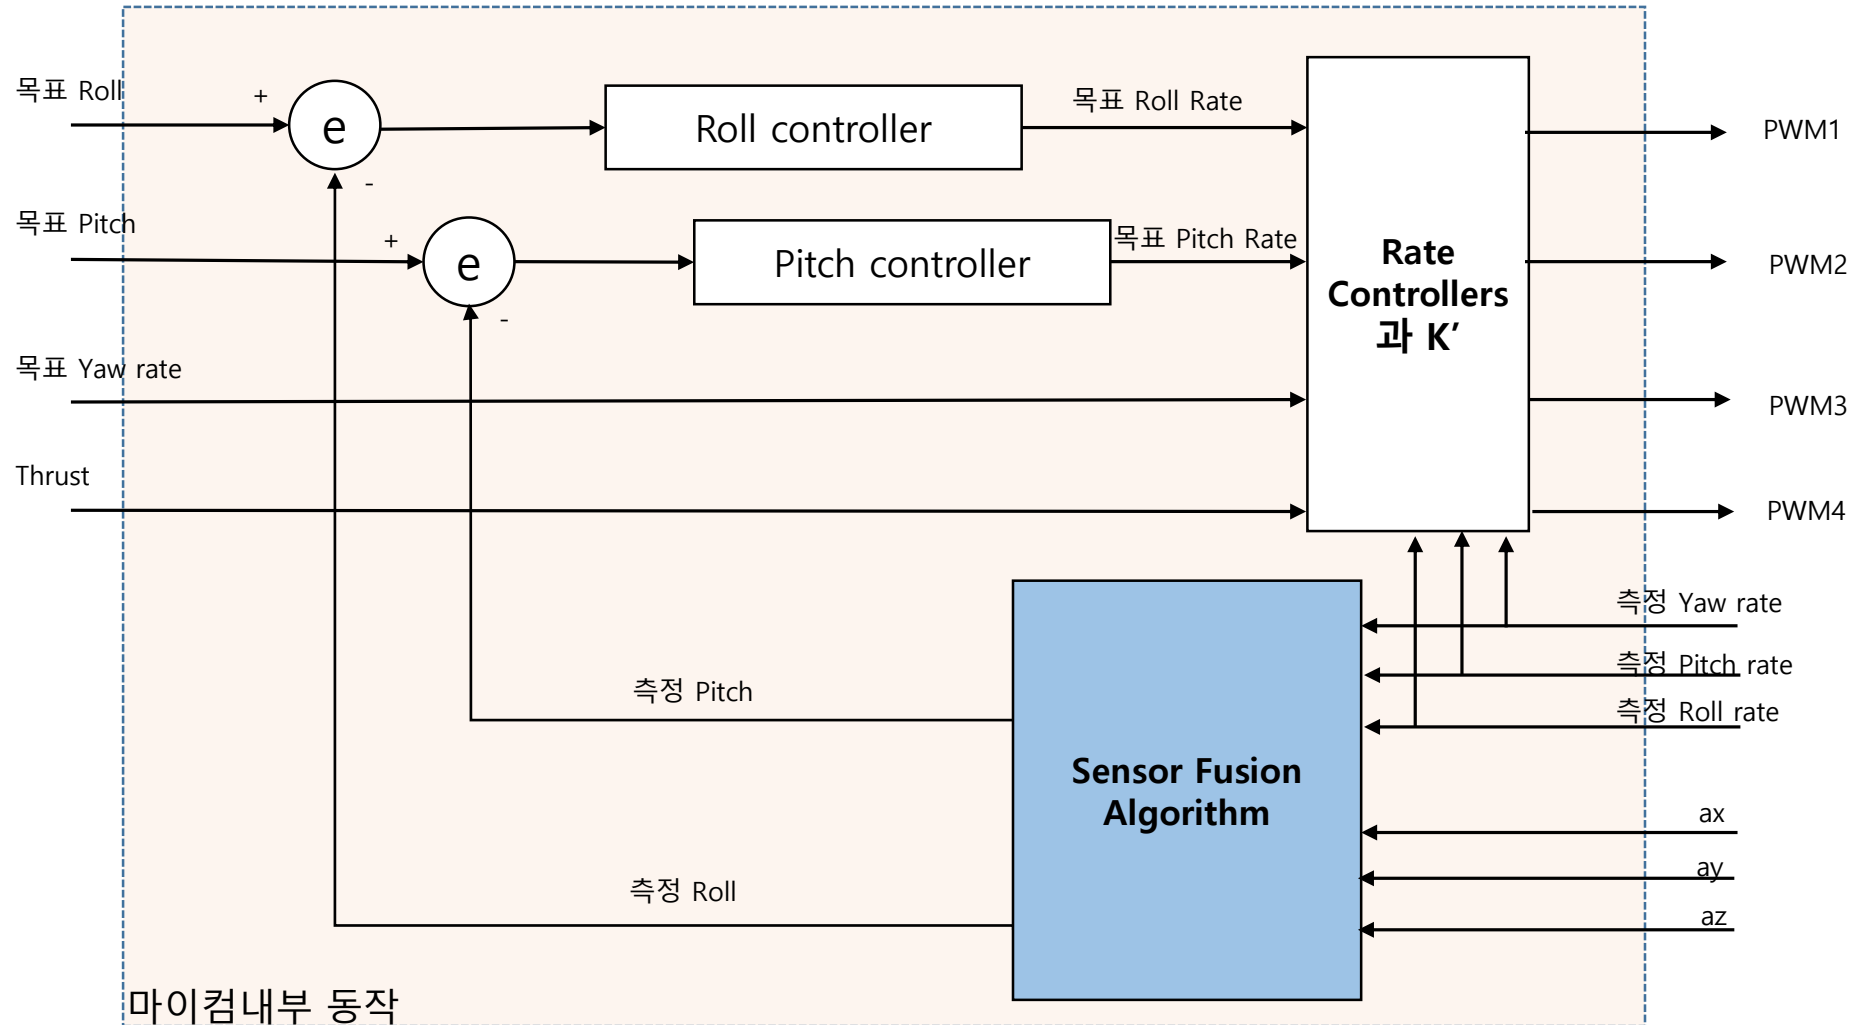 목표 Roll
+
e
-
Roll controller
목표 Roll Rate
PWM1
목표 Pitch
+
e
-
Pitch controller
목표 Pitch Rate
Rate
Controllers
과 K’
PWM2
목표 Yaw rate
PWM3
Thrust
PWM4
측정 Yaw rate
측정 Pitch rate
측정 Roll rate
측정 Pitch
Sensor Fusion
Algorithm
ax
ay
az
측정 Roll
마이컴내부 동작